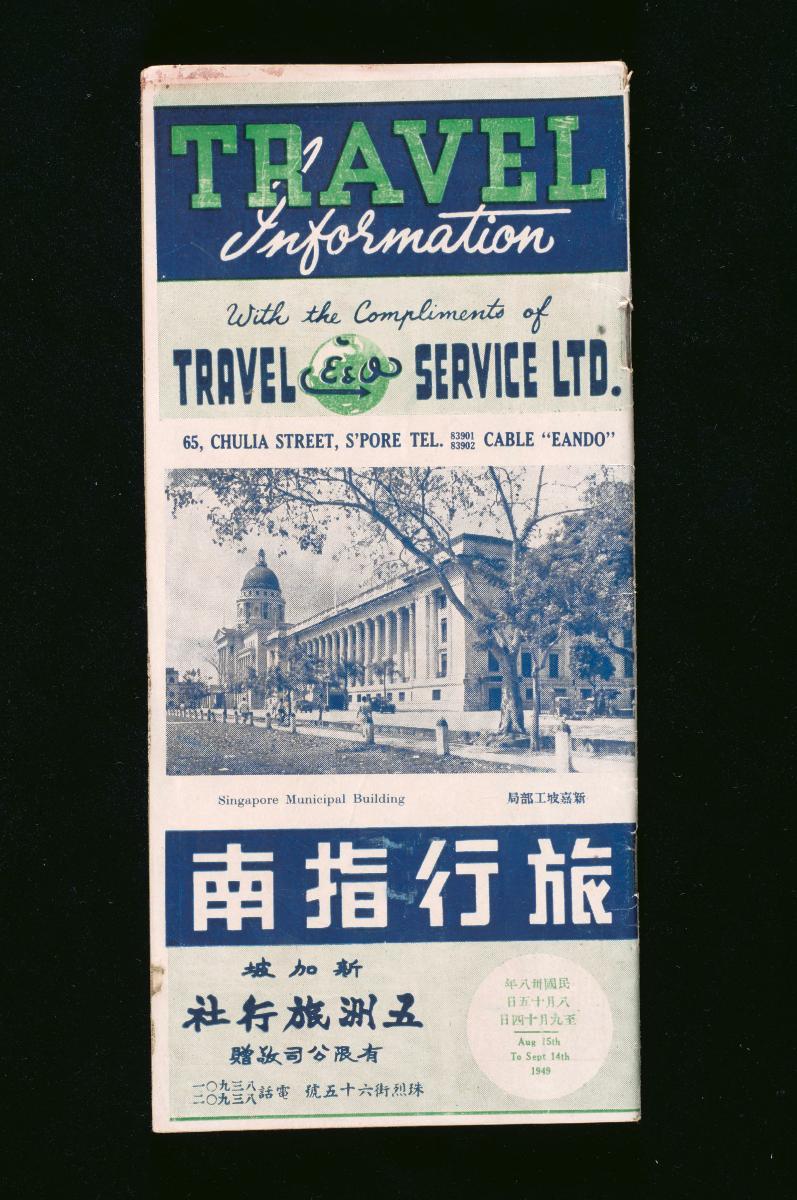 TRAVEL
Information
With the Compliments of
TRAVEL E&O SERVICE LTD.
65, CHULIA STREET, S'PORE TEL. 83901 83902 CABLE "EANDO"
Singapore Municipal Building
新嘉坡工部局
旅行指南
新加坡
五洲旅行社
有限公司敬贈
珠烈街六十五號 電話 八三九〇一 八三九〇二
民國卅八年
八月十五日
至九月十四日
Aug 15th
To Sept 14th
1949